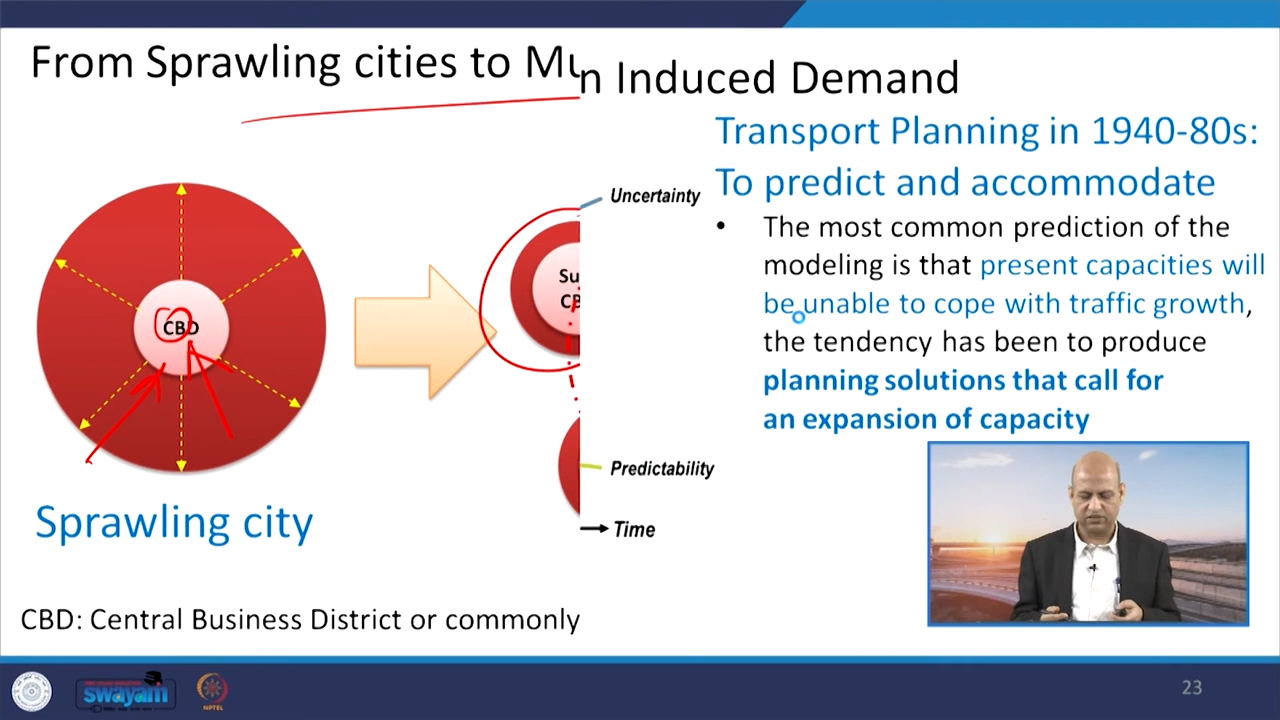 From Sprawling cities to Mu
n Induced Demand
CBD
Su
CB
Sprawling city
CBD: Central Business District or commonly
Uncertainty
Predictability
Time
Transport Planning in 1940-80s:
To predict and accommodate
• The most common prediction of the
modeling is that present capacities will
be unable to cope with traffic growth,
the tendency has been to produce
planning solutions that call for
an expansion of capacity
swayam
NPTEL
23